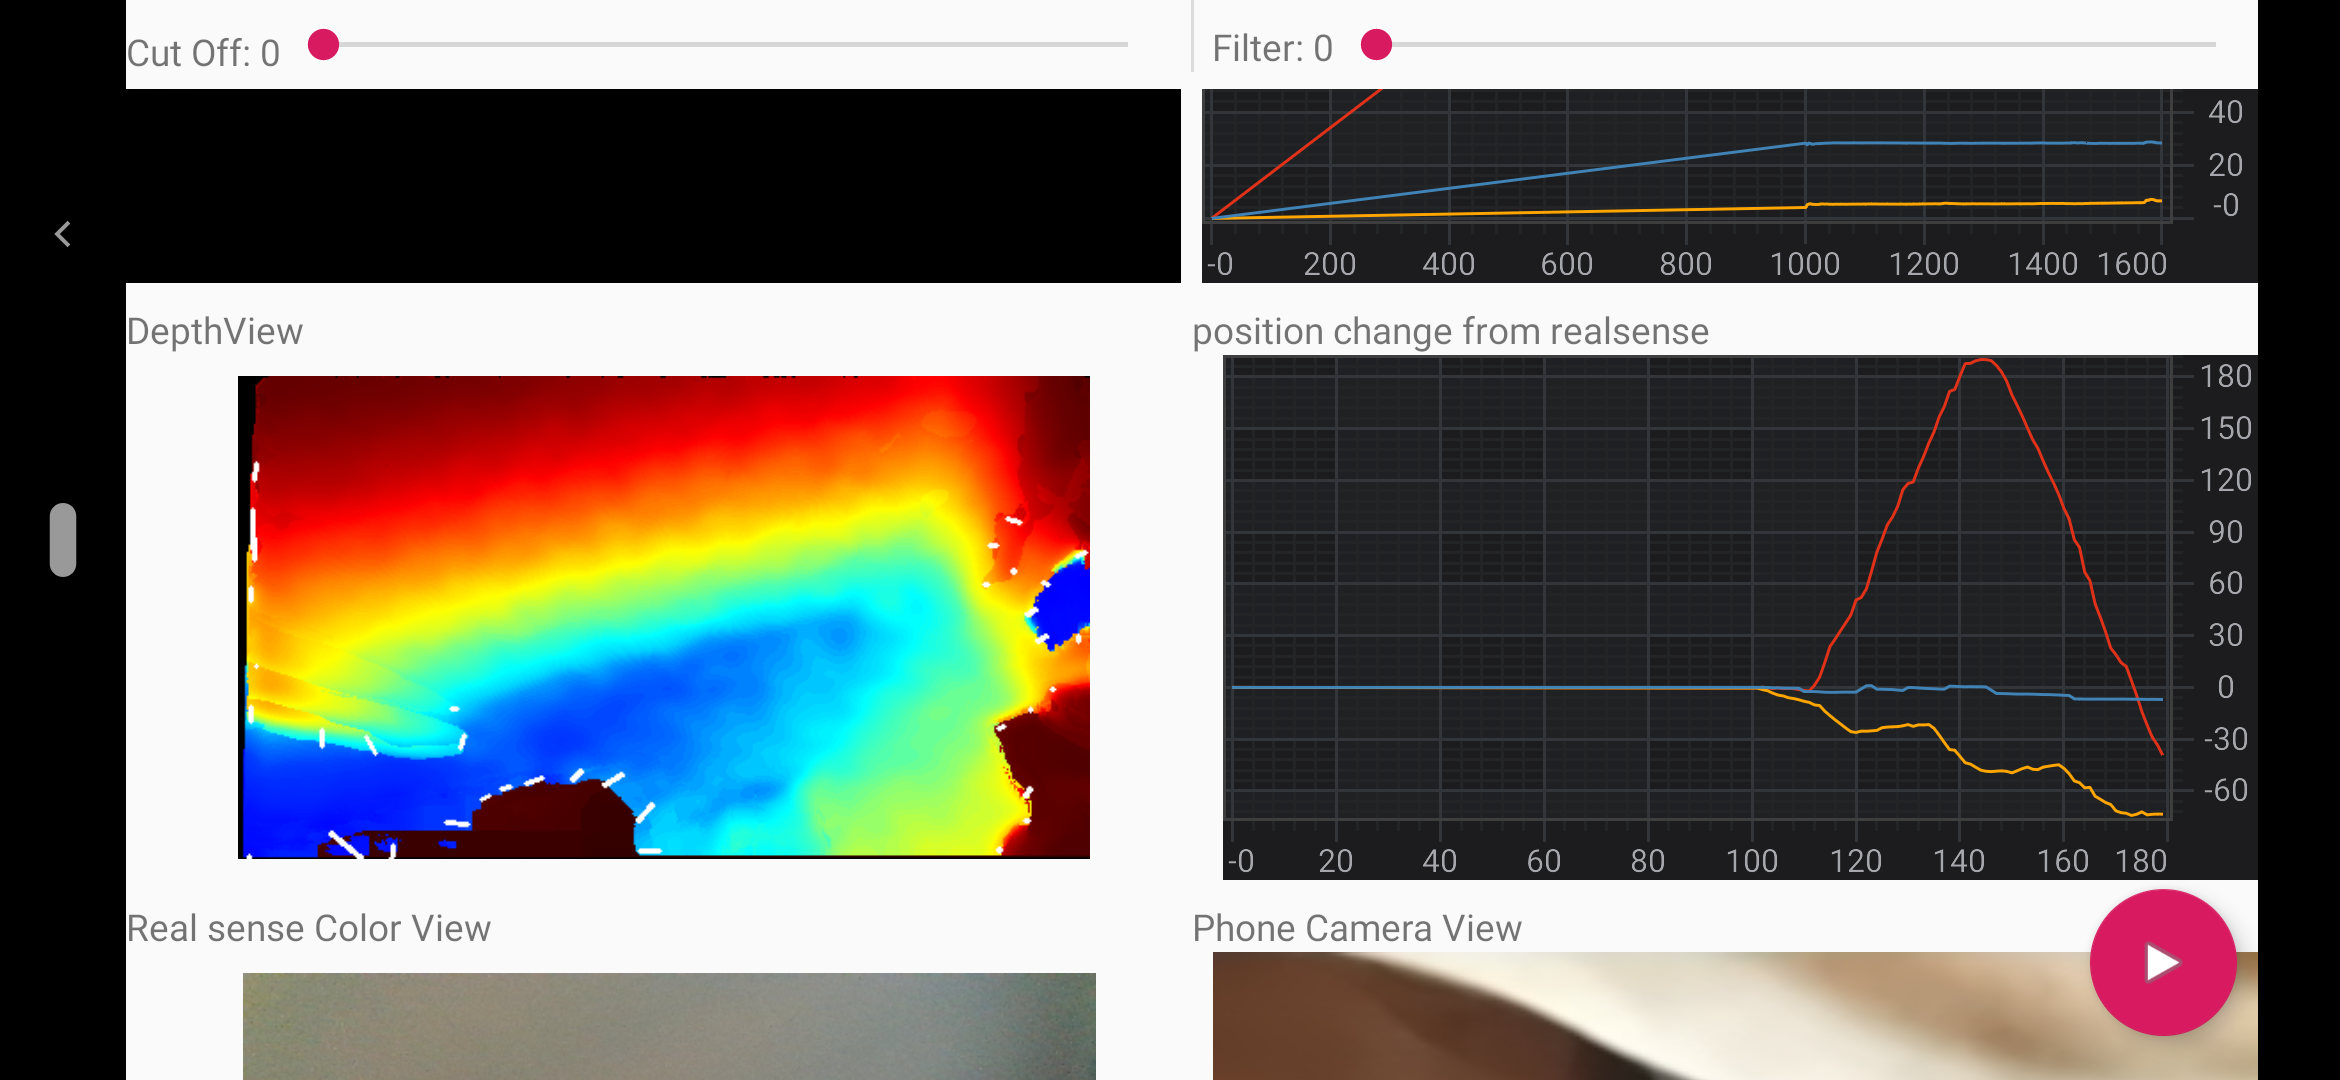 Cut Off: 0
Filter: 0
40
20
-0
-0 200 400 600 800 1000 1200 1400 1600
DepthView
position change from realsense
180
150
120
90
60
30
0
-30
-60
-0 20 40 60 80 100 120 140 160 180
Real sense Color View
Phone Camera View